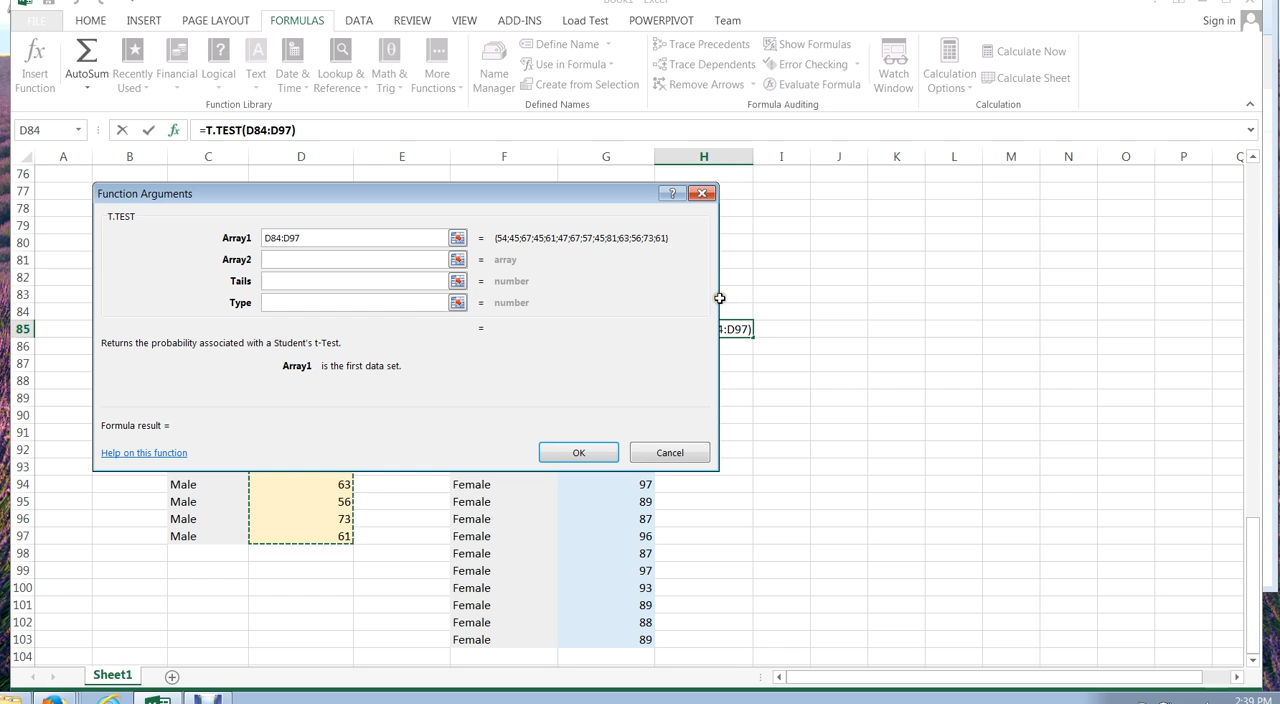 Book1 - Excel
FILE HOME INSERT PAGE LAYOUT FORMULAS DATA REVIEW VIEW ADD-INS Load Test POWERPIVOT Team Sign in
Insert Function
AutoSum
Recently Used
Financial
Logical
Text
Date & Time
Lookup & Reference
Math & Trig
More Functions
Function Library
Name Manager
Define Name
Use in Formula
Create from Selection
Defined Names
Trace Precedents
Trace Dependents
Remove Arrows
Show Formulas
Error Checking
Evaluate Formula
Watch Window
Formula Auditing
Calculation Options
Calculate Now
Calculate Sheet
Calculation
D84 fx =T.TEST(D84:D97)
A B C D E F G H I J K L M N O P Q
76
77
78
79
80
81
82
83
84
85 4:D97)
86
87
88
89
90
91
92
93
Function Arguments
T.TEST
Array1 D84:D97 = {54;45;67;45;61;47;67;57;45;81;63;56;73;61}
Array2 = array
Tails = number
Type = number
=
Returns the probability associated with a Student's t-Test.
Array1 is the first data set.
Formula result =
Help on this function
OK
Cancel
94 Male 63 Female 97
95 Male 56 Female 89
96 Male 73 Female 87
97 Male 61 Female 96
98 Female 87
99 Female 97
100 Female 93
101 Female 89
102 Female 88
103 Female 89
104
Sheet1
2:39 PM